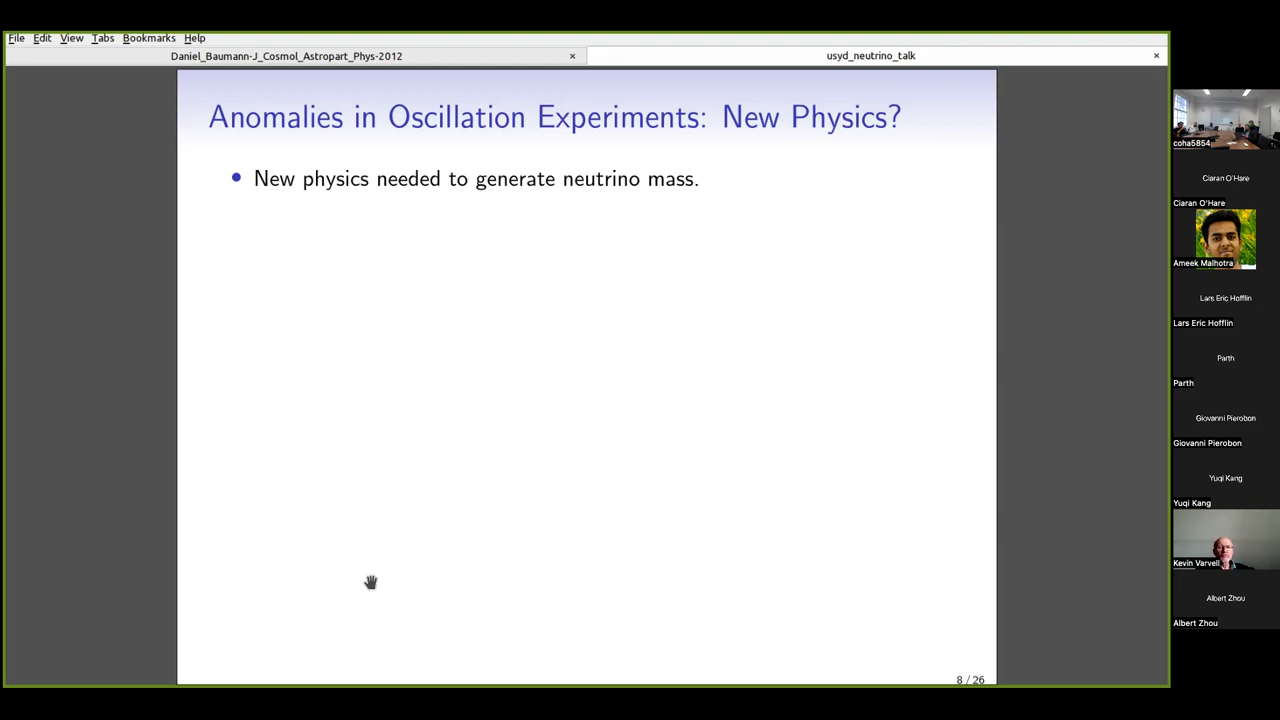 File Edit View Tabs Bookmarks Help
Daniel_Baumann-J_Cosmol_Astropart_Phys-2012 × usyd_neutrino_talk ×
Anomalies in Oscillation Experiments: New Physics?
• New physics needed to generate neutrino mass.
8 / 26
coha5854
Ciaran O'Hare
Ciaran O'Hare
Ameek Malhotra
Lars Eric Hofflin
Lars Eric Hofflin
Parth
Parth
Giovanni Pierobon
Giovanni Pierobon
Yuqi Kang
Yuqi Kang
Kevin Varvell
Albert Zhou
Albert Zhou